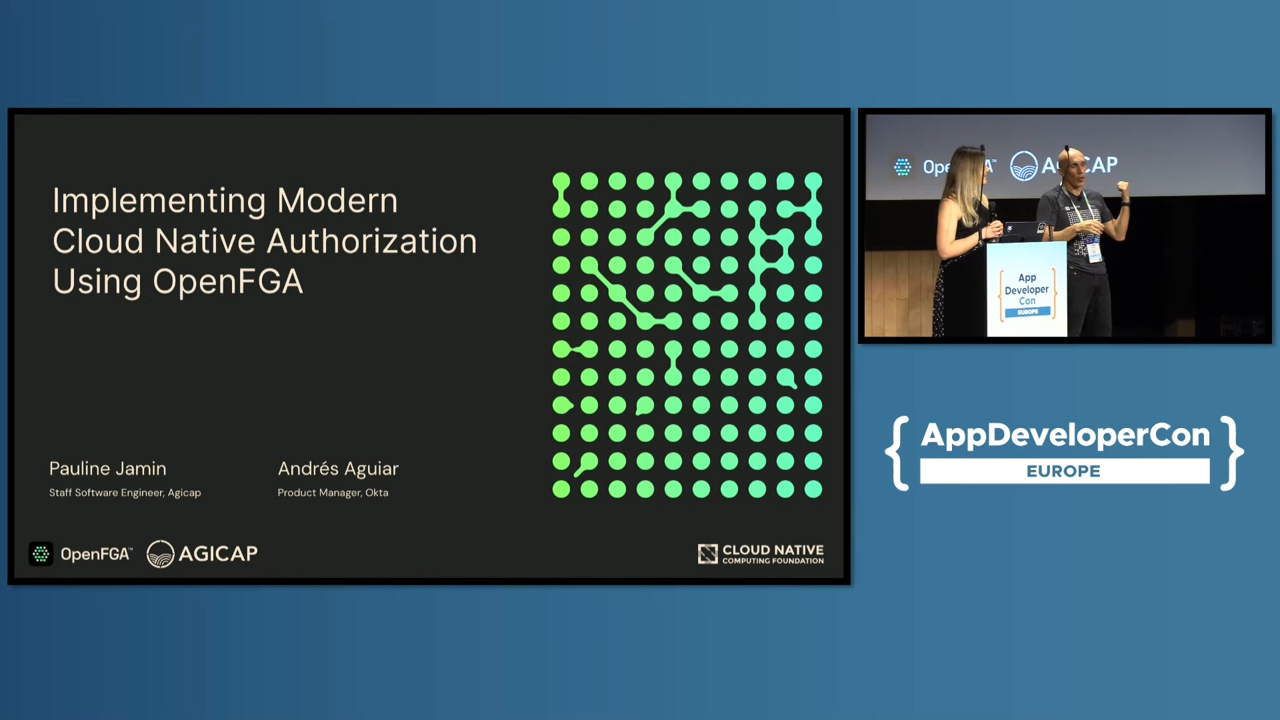 Implementing Modern
Cloud Native Authorization
Using OpenFGA
Pauline Jamin
Staff Software Engineer, Agicap
Andrés Aguiar
Product Manager, Okta
OpenFGA™
AGICAP
CLOUD NATIVE
COMPUTING FOUNDATION
AGICAP
App
Developer
Con
EUROPE
AppDeveloperCon
EUROPE